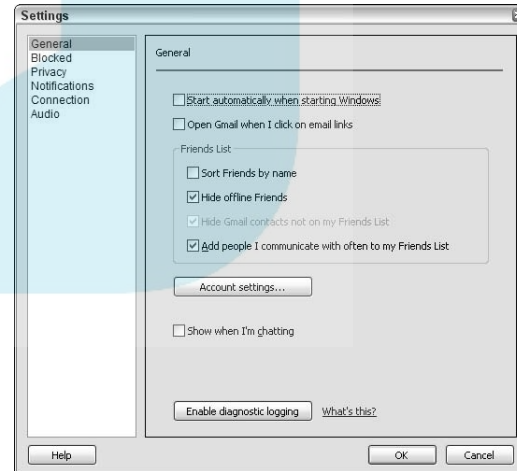 Settings
General
Blocked
Privacy
Notifications
Connection
Audio
General
Start automatically when starting Windows
Open Gmail when I click on email links
Friends List
Sort Friends by name
Hide offline Friends
Hide Gmail contacts not on my Friends List
Add people I communicate with often to my Friends List
Account settings...
Show when I'm chatting
Enable diagnostic logging What's this?
Help OK Cancel